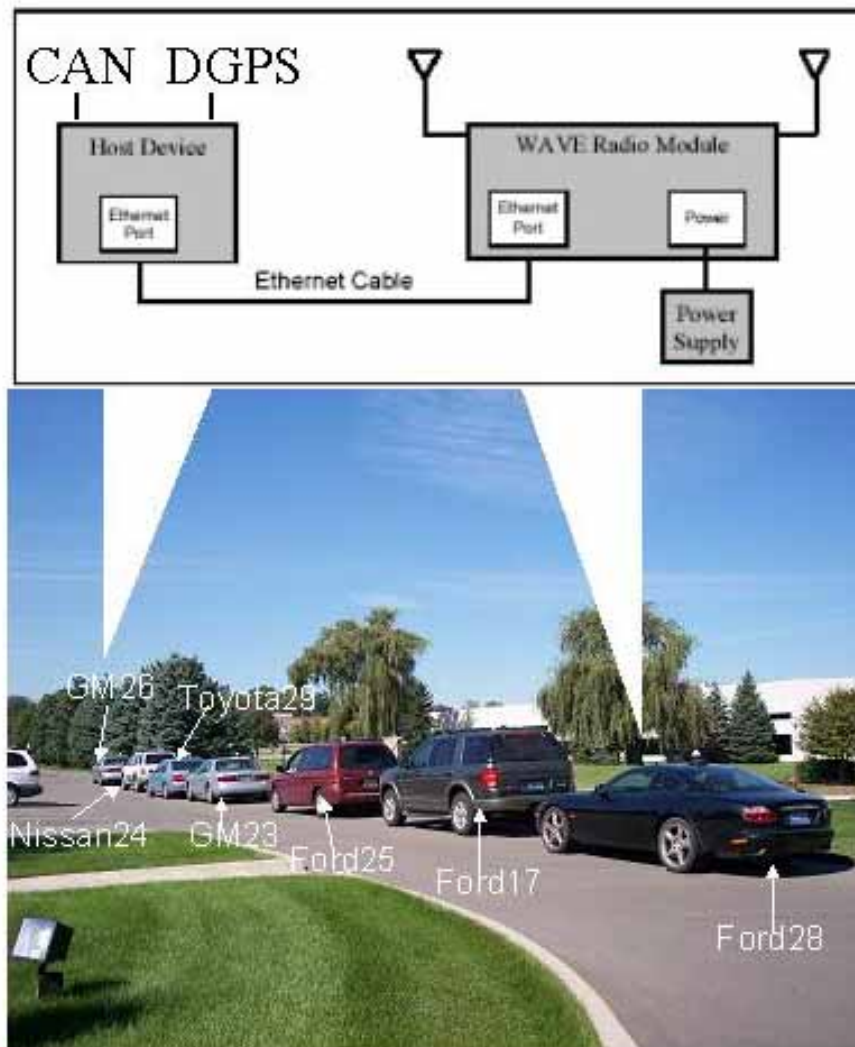 CAN DGPS
Host Device
WAVE Radio Module
Ethernet
Port
Ethernet
Port
Power
Ethernet Cable
Power
Supply
GM26
Toyota29
Nissan24
GM23
Ford25
Ford17
Ford28